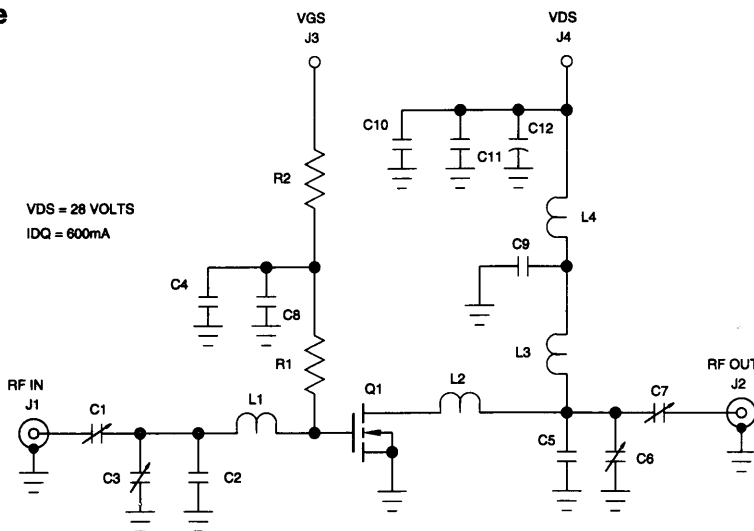 e
VGS
J3
VDS
J4
C10
C12
C11
R2
VDS = 28 VOLTS
IDQ = 600mA
L4
C9
C4
C8
R1
L3
RF IN
J1
C1
L1
Q1
L2
C7
RF OUT
J2
C3
C2
C5
C6